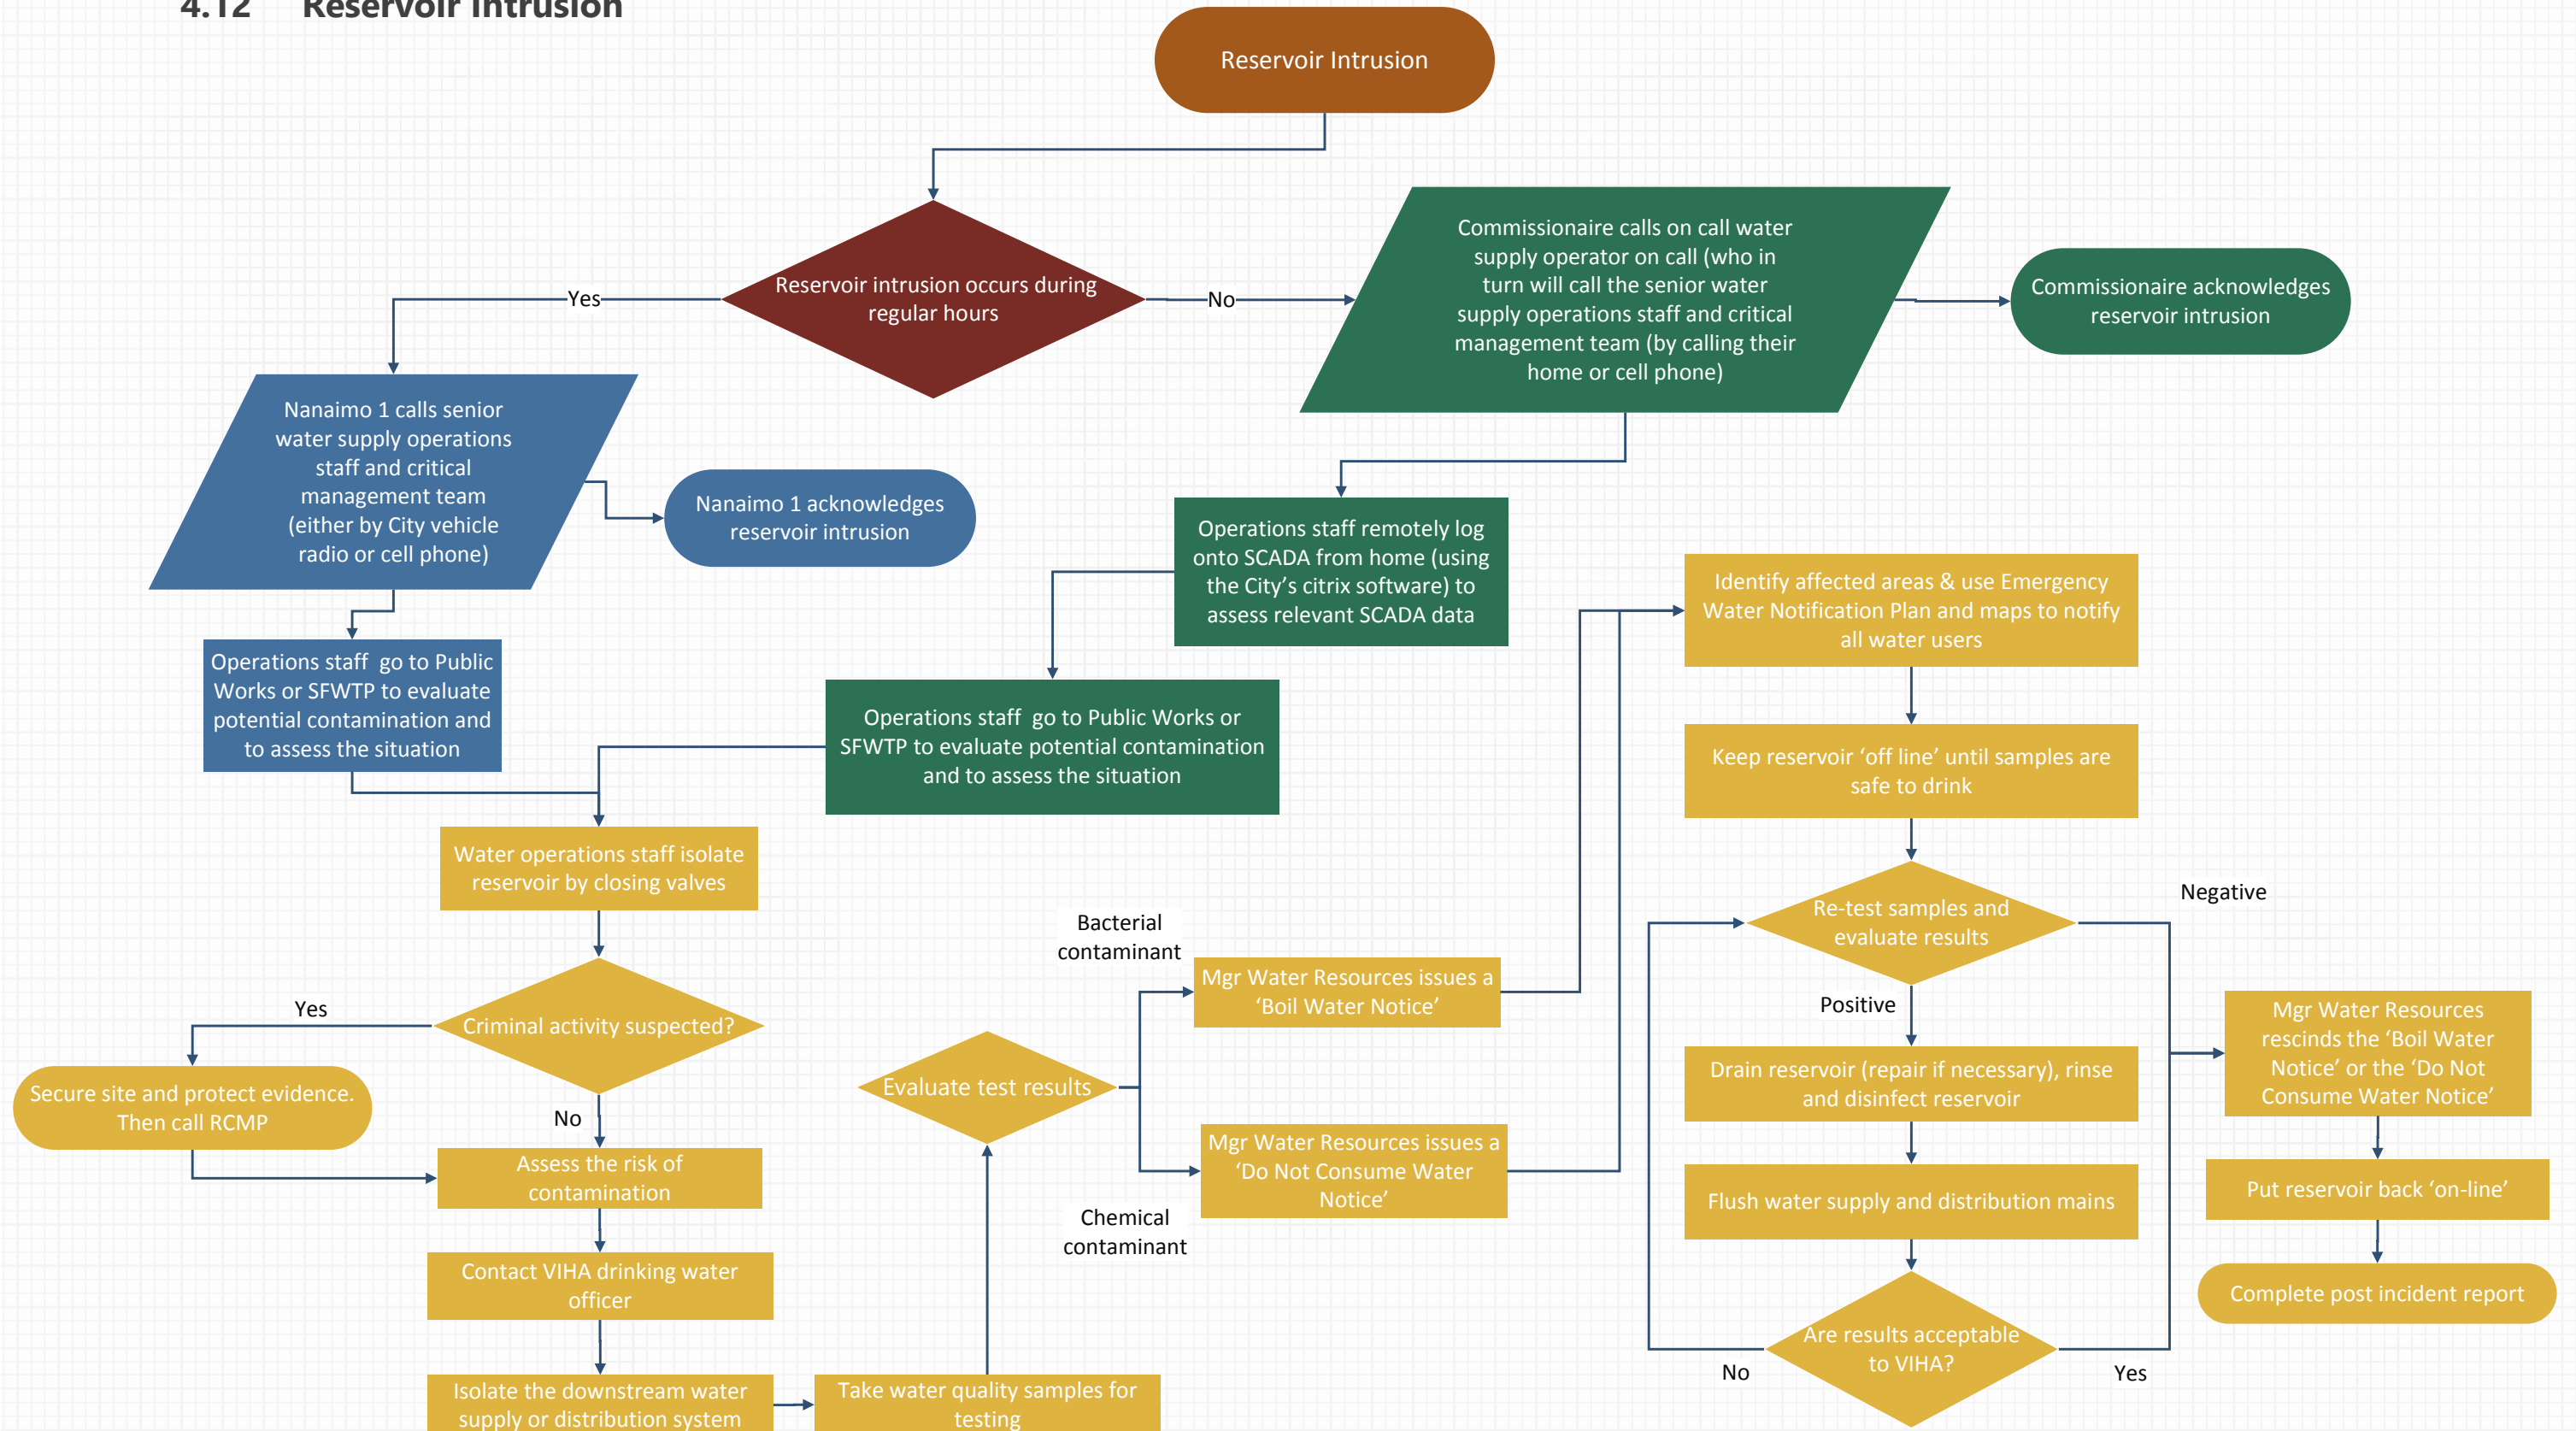 4.12 Reservoir Intrusion
Reservoir Intrusion
Reservoir intrusion occurs during
regular hours
Yes
No
Commissionaire calls on call water
supply operator on call (who in
turn will call the senior water
supply operations staff and critical
management team (by calling their
home or cell phone)
Commissionaire acknowledges
reservoir intrusion
Nanaimo 1 calls senior
water supply operations
staff and critical
management team
(either by City vehicle
radio or cell phone)
Nanaimo 1 acknowledges
reservoir intrusion
Operations staff remotely log
onto SCADA from home (using
the City’s citrix software) to
assess relevant SCADA data
Operations staff go to Public
Works or SFWTP to evaluate
potential contamination and
to assess the situation
Operations staff go to Public Works or
SFWTP to evaluate potential contamination
and to assess the situation
Water operations staff isolate
reservoir by closing valves
Criminal activity suspected?
Yes
No
Secure site and protect evidence.
Then call RCMP
Assess the risk of
contamination
Contact VIHA drinking water
officer
Isolate the downstream water
supply or distribution system
Take water quality samples for
testing
Evaluate test results
Bacterial
contaminant
Chemical
contaminant
Mgr Water Resources issues a
‘Boil Water Notice’
Mgr Water Resources issues a
‘Do Not Consume Water
Notice’
Identify affected areas & use Emergency
Water Notification Plan and maps to notify
all water users
Keep reservoir ‘off line’ until samples are
safe to drink
Re-test samples and
evaluate results
Negative
Positive
Drain reservoir (repair if necessary), rinse
and disinfect reservoir
Flush water supply and distribution mains
Are results acceptable
to VIHA?
No
Yes
Mgr Water Resources
rescinds the ‘Boil Water
Notice’ or the ‘Do Not
Consume Water Notice’
Put reservoir back ‘on-line’
Complete post incident report